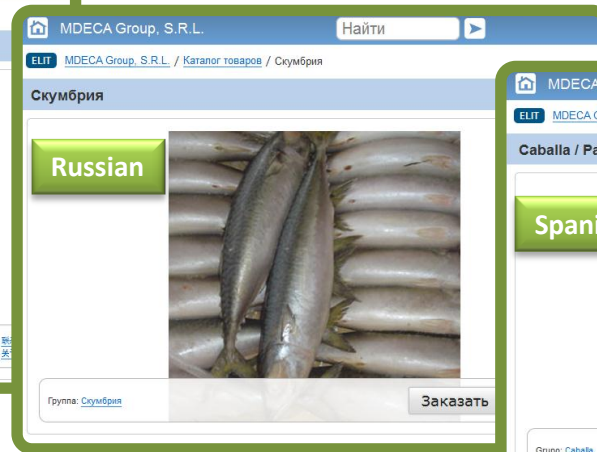 MDECA Group, S.R.L.
Найти
ELIT MDECA Group, S.R.L. / Каталог товаров / Скумбрия
Скумбрия
Russian
Группа: Скумбрия
Заказать
MDECA
ELIT MDECA G
Caballa / Pa
Spani
Grupo: Caballa